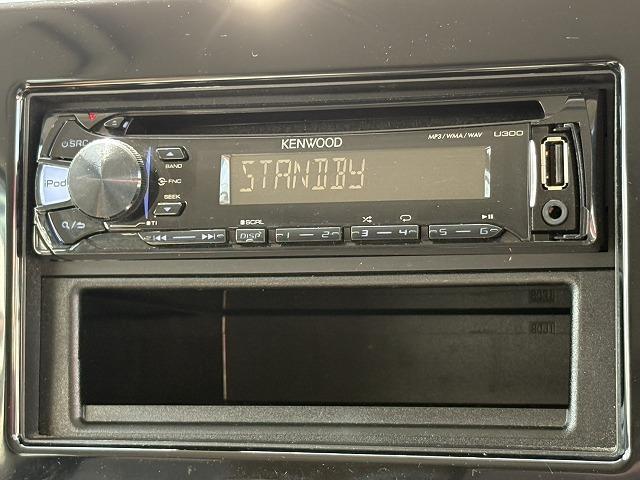 KENWOOD
MP3/WMA/WAV
U300
SRC
iPod
BAND
FNC
SEEK
TI
STANDBY
SCRL
DISP
1 2
3 4
5 6